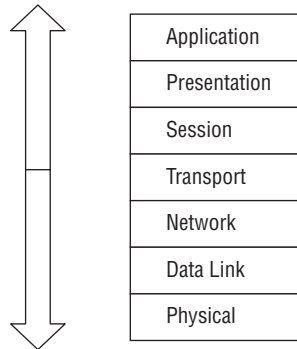 Application
Presentation
Session
Transport
Network
Data Link
Physical